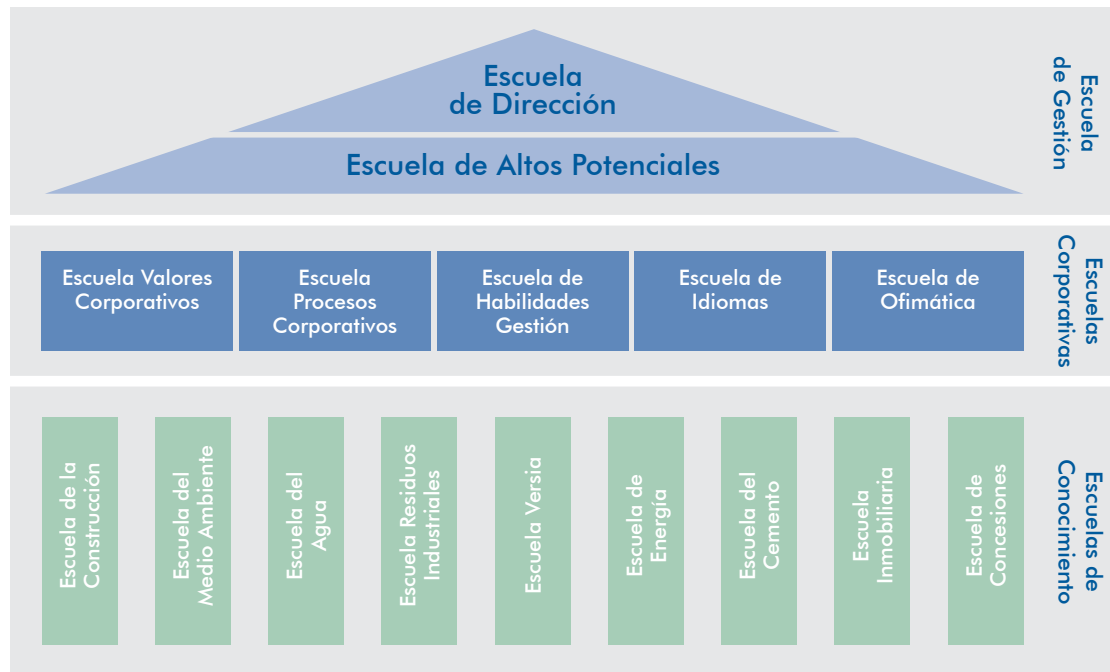 Escuela
de Dirección
Escuela de Altos Potenciales
Escuela
de Gestión
Escuela Valores
Corporativos
Escuela
Procesos
Corporativos
Escuela de
Habilidades
Gestión
Escuela de
Idiomas
Escuela de
Ofimática
Escuelas
Corporativas
Escuela de la
Construcción
Escuela del
Medio Ambiente
Escuela del
Agua
Escuela Residuos
Industriales
Escuela Versia
Escuela de
Energía
Escuela del
Cemento
Escuela
Inmobiliaria
Escuela de
Concesiones
Escuelas de
Conocimiento